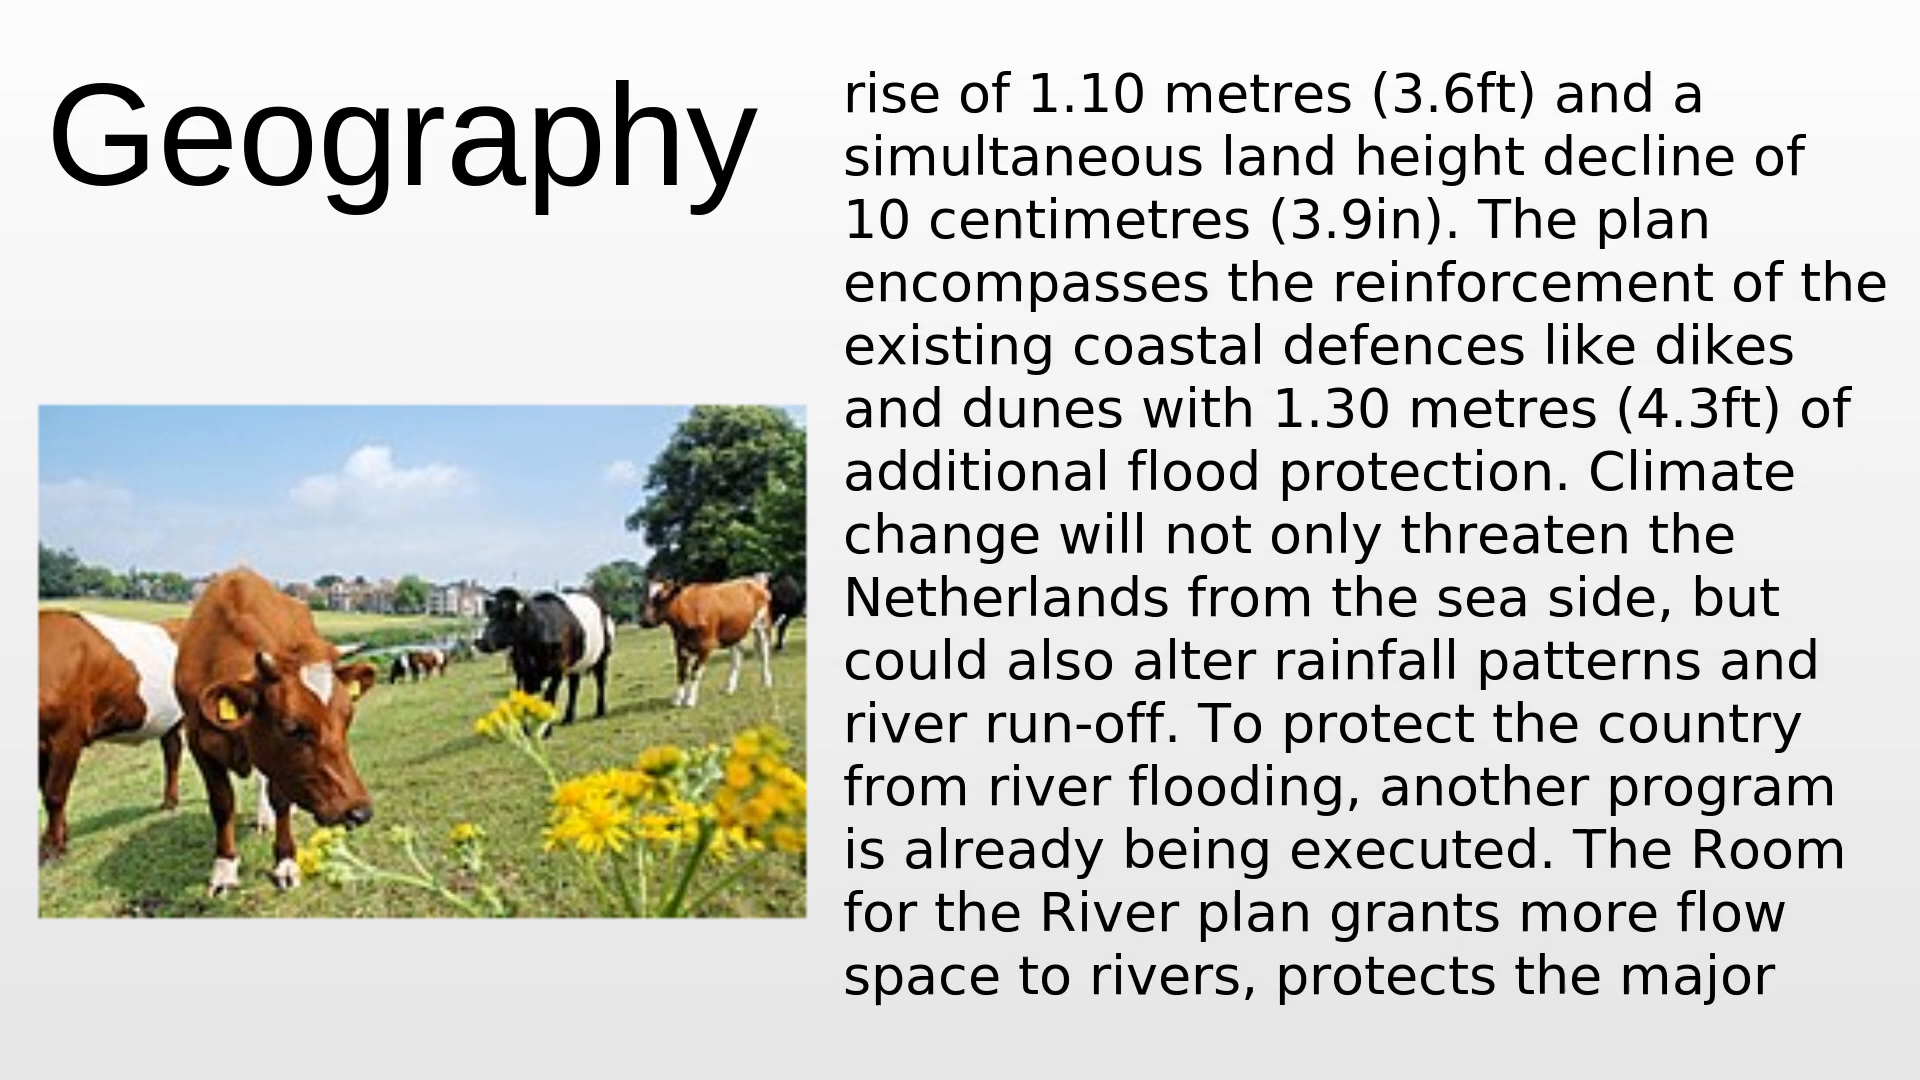 Geography
rise of 1.10 metres (3.6ft) and a
simultaneous land height decline of
10 centimetres (3.9in). The plan
encompasses the reinforcement of the
existing coastal defences like dikes
and dunes with 1.30 metres (4.3ft) of
additional flood protection. Climate
change will not only threaten the
Netherlands from the sea side, but
could also alter rainfall patterns and
river run-off. To protect the country
from river flooding, another program
is already being executed. The Room
for the River plan grants more flow
space to rivers, protects the major